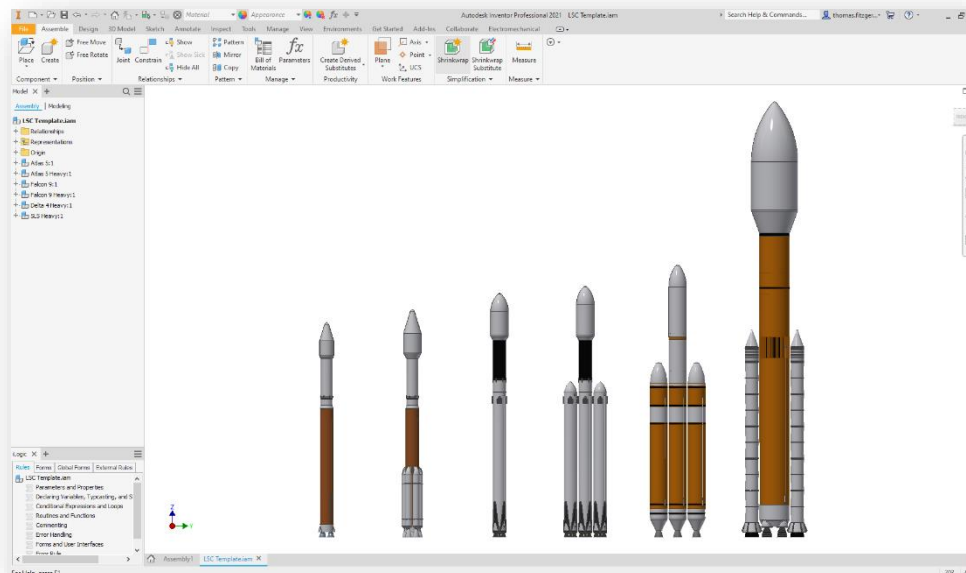 Material
Appearance
Autodesk Inventor Professional 2021 LSC Template.iam
Search Help & Commands...
thomas.fitzger...
File Assemble Design 3D Model Sketch Annotate Inspect Tools Manage View Environments Get Started Add-Ins Collaborate Electromechanical
Place Create
Free Move
Free Rotate
Joint Constrain
Show
Show Sick
Hide All
Pattern
Mirror
Copy
Bill of Materials
Parameters
Create Derived Substitutes
Plane
Axis
Point
UCS
Shrinkwrap
Shrinkwrap Substitute
Measure
Component Position Relationships Pattern Manage Productivity Work Features Simplification Measure
Model
Assembly | Modeling
LSC Template.iam
Relationships
Representations
Origin
Atlas 5:1
Atlas 5 Heavy:1
Falcon 9:1
Falcon 9 Heavy:1
Delta 4 Heavy:1
SLS Heavy:1
Logic
Rules Forms Global Forms External Rules
LSC Template.iam
Parameters and Properties
Declaring Variables, Typecasting, and S
Conditional Expressions and Loops
Routines and Functions
Commenting
Error Handling
Forms and User Interfaces
Z
Y
Assembly1 LSC Template.iam